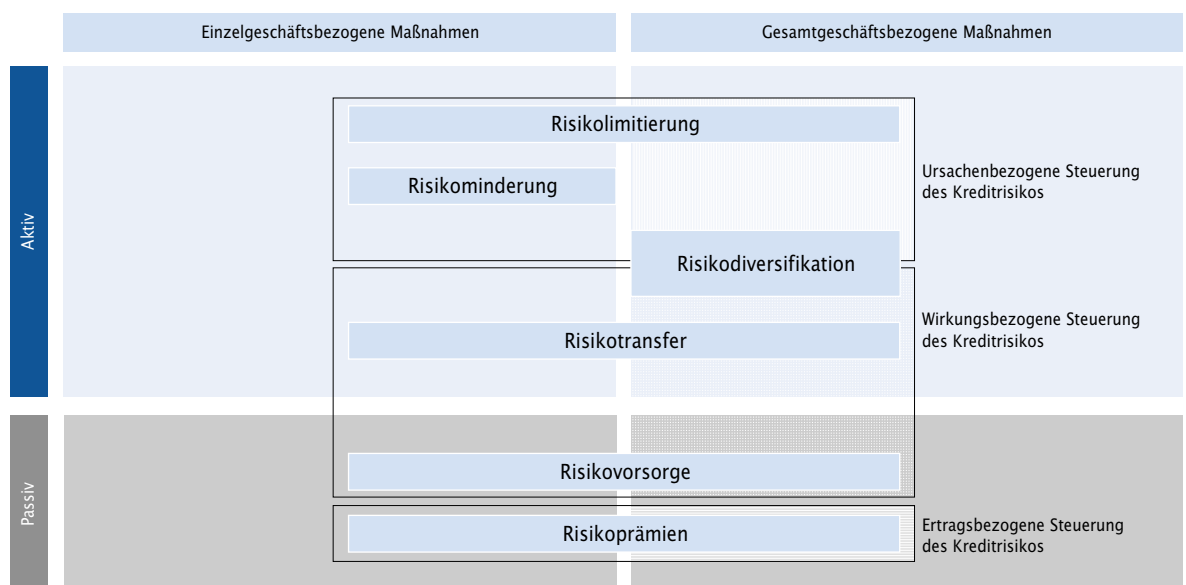 Einzelgeschäftsbezogene Maßnahmen
Gesamtgeschäftsbezogene Maßnahmen
Aktiv
Risikolimitierung
Risikominderung
Ursachenbezogene Steuerung
des Kreditrisikos
Risikodiversifikation
Risikotransfer
Wirkungsbezogene Steuerung
des Kreditrisikos
Passiv
Risikovorsorge
Risikoprämien
Ertragsbezogene Steuerung
des Kreditrisikos